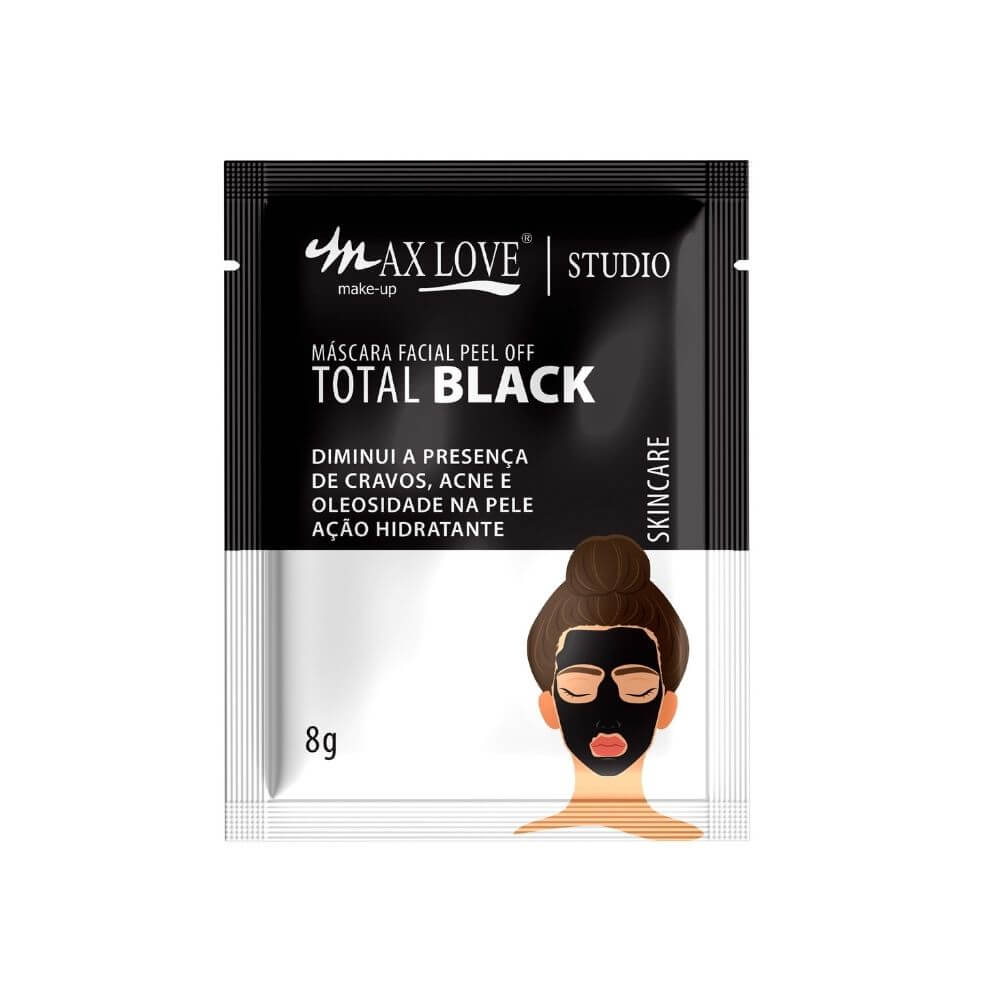 MAX LOVE® | STUDIO
make-up
MÁSCARA FACIAL PEEL OFF
TOTAL BLACK
DIMINUI A PRESENÇA
DE CRAVOS, ACNE E
OLEOSIDADE NA PELE
AÇÃO HIDRATANTE
SKINCARE
8g